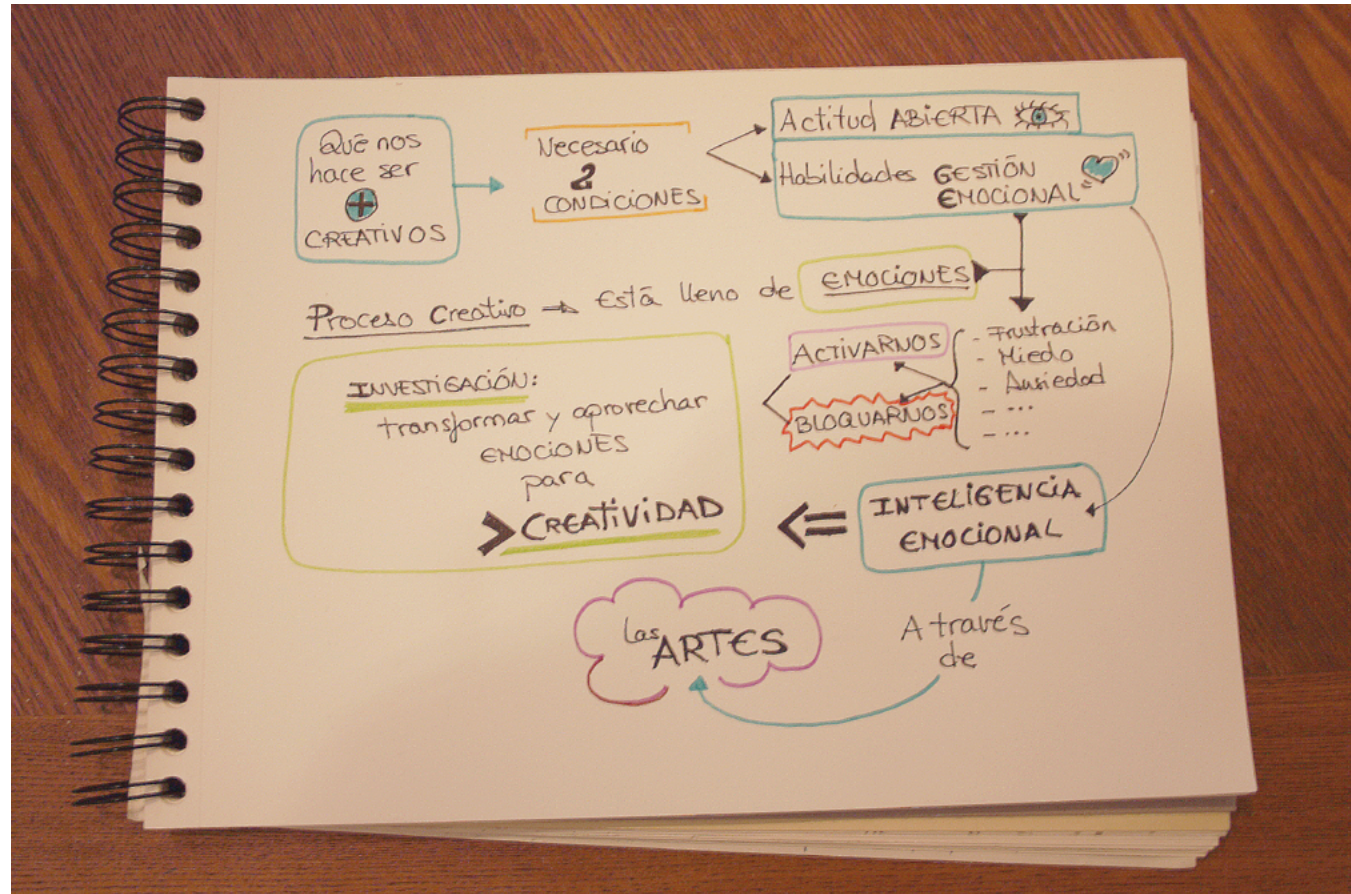 Qué nos
hace ser
+
CREATIVOS
Necesario
2
CONDICIONES
Actitud ABIERTA
Habilidades GESTIÓN
EMOCIONAL
Proceso Creativo → Está lleno de EMOCIONES
ACTIVARNOS
BLOQUARNOS
- Frustración
- Miedo
- Ansiedad
- ...
- ...
INVESTIGACIÓN:
transformar y aprovechar
EMOCIONES
para
> CREATIVIDAD
<=
INTELIGENCIA
EMOCIONAL
A través
de
Las ARTES